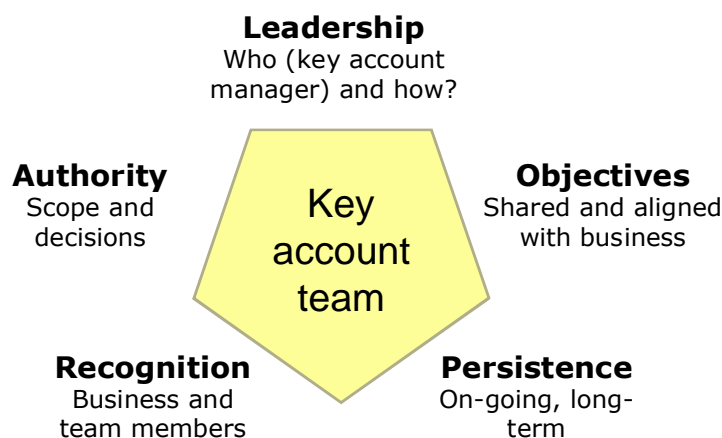 Leadership
Who (key account
manager) and how?
Authority
Scope and
decisions
Key
account
team
Objectives
Shared and aligned
with business
Recognition
Business and
team members
Persistence
On-going, long-
term